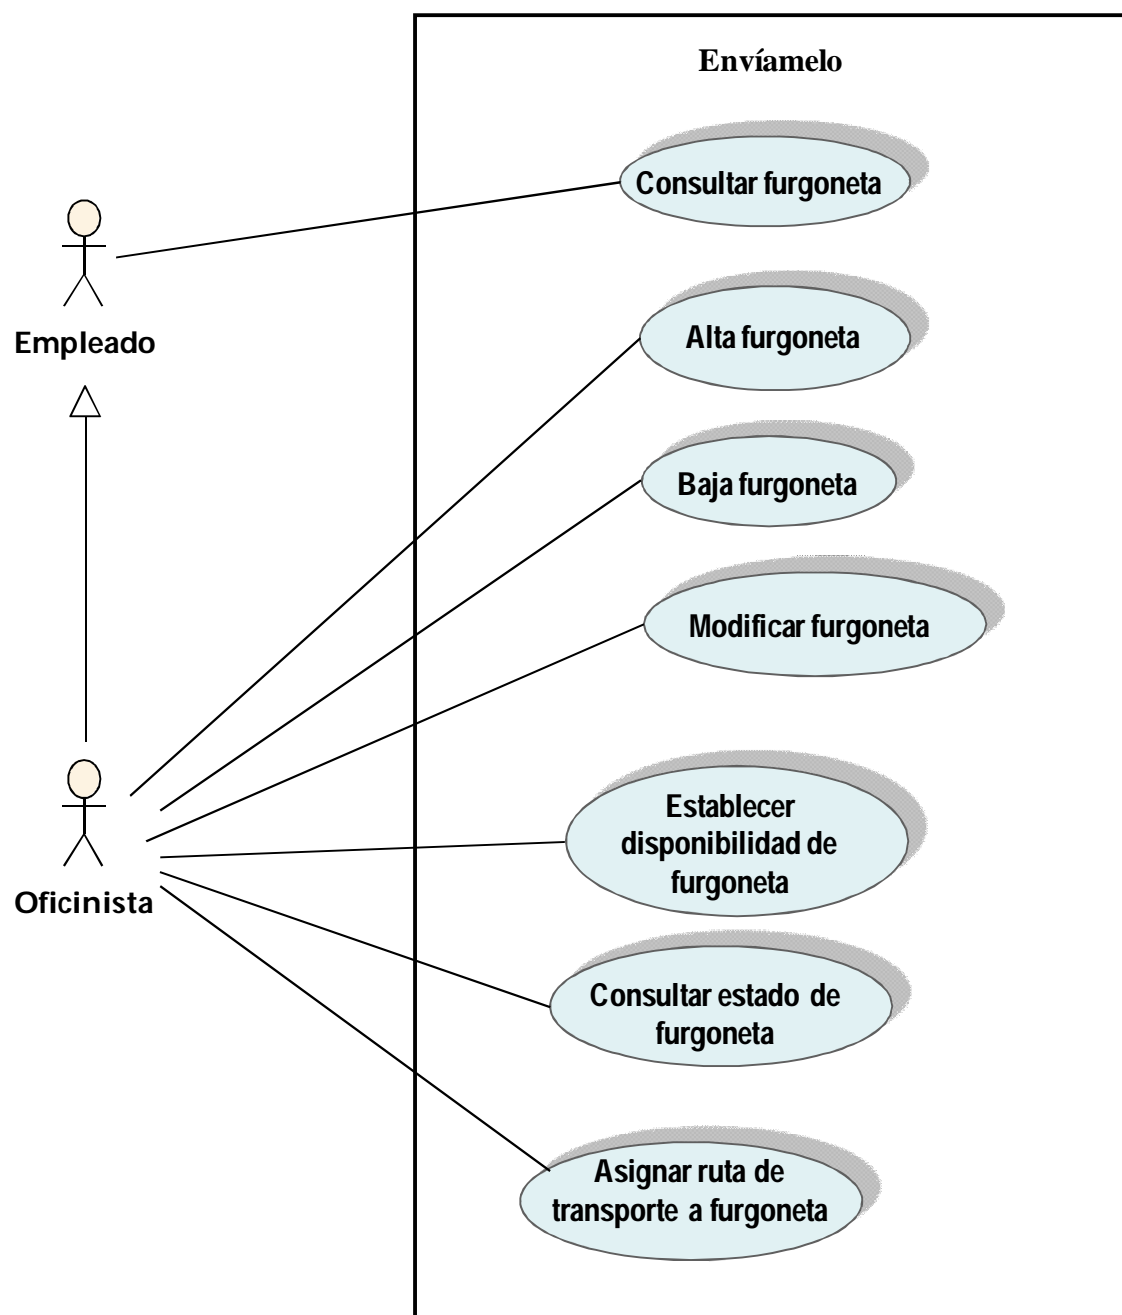 Envíamelo
Consultar furgoneta
Empleado
Alta furgoneta
Baja furgoneta
Modificar furgoneta
Oficinista
Establecer
disponibilidad de
furgoneta
Consultar estado de
furgoneta
Asignar ruta de
transporte a furgoneta